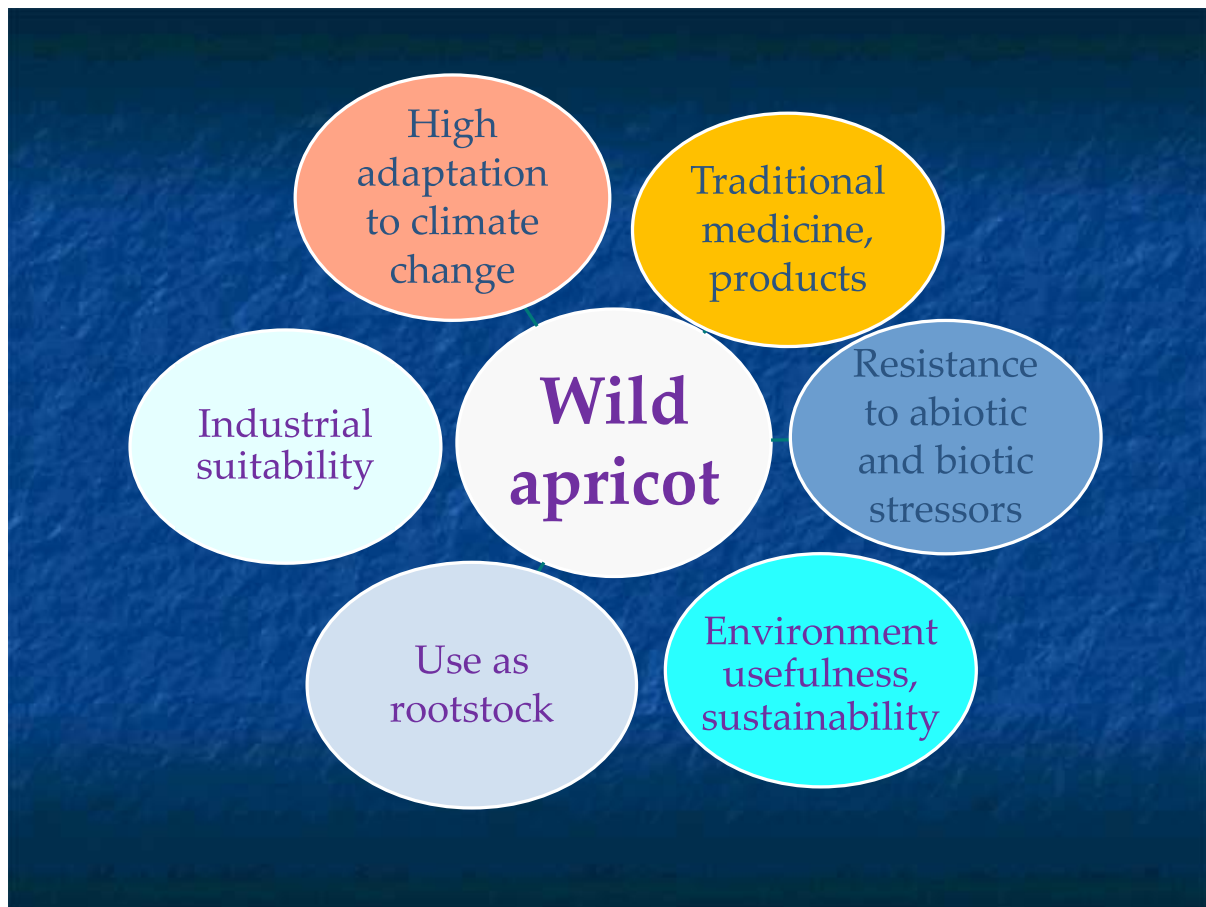 High
adaptation
to climate
change
Traditional
medicine,
products
Resistance
to abiotic
and biotic
stressors
Wild
apricot
Industrial
suitability
Use as
rootstock
Environment
usefulness,
sustainability